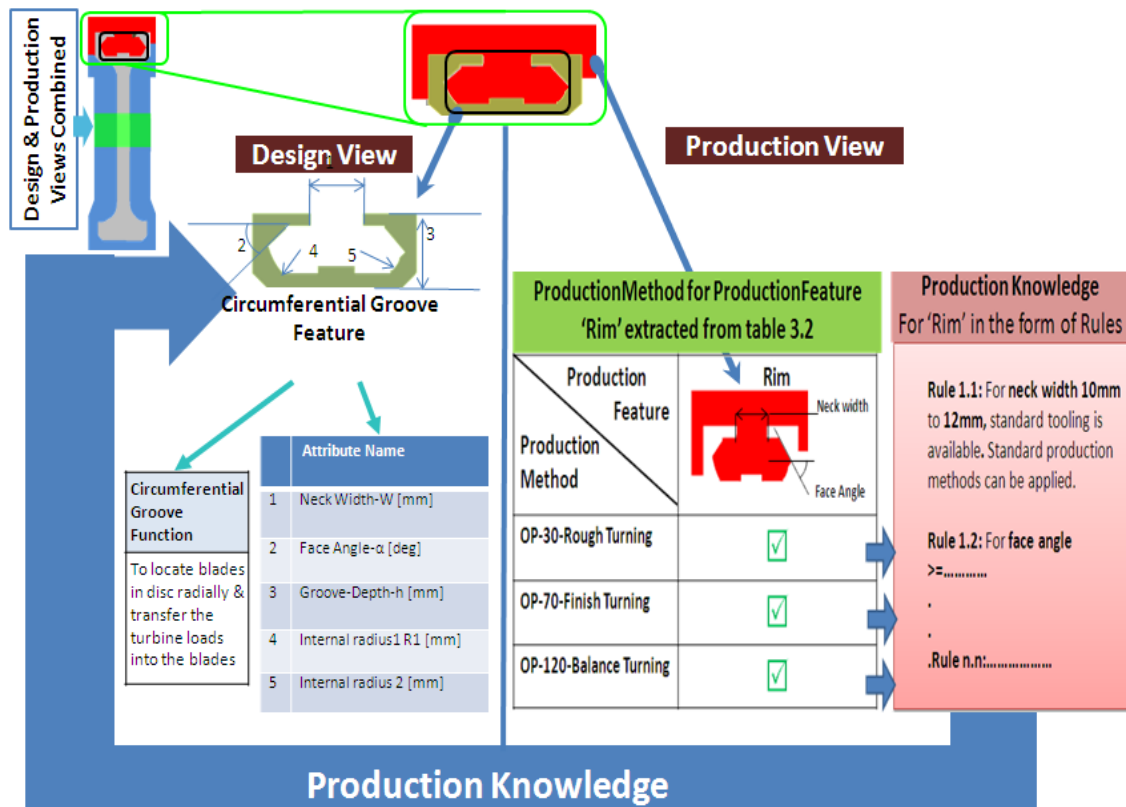 Design & Production
Views Combined
Design View
Production View
1
2
3
4
5
Circumferential Groove
Feature
Circumferential
Groove
Function
To locate blades
in disc radially &
transfer the
turbine loads
into the blades
Attribute Name
1 Neck Width-W [mm]
2 Face Angle-α [deg]
3 Groove-Depth-h [mm]
4 Internal radius1 R1 [mm]
5 Internal radius 2 [mm]
ProductionMethod for ProductionFeature
‘Rim’ extracted from table 3.2
Production
Feature
Production
Method
Rim
Neck width
Face Angle
OP-30-Rough Turning
OP-70-Finish Turning
OP-120-Balance Turning
Production Knowledge
For ‘Rim’ in the form of Rules
Rule 1.1: For neck width 10mm
to 12mm, standard tooling is
available. Standard production
methods can be applied.
Rule 1.2: For face angle
>=…………
.
.
.Rule n.n:………………
Production Knowledge